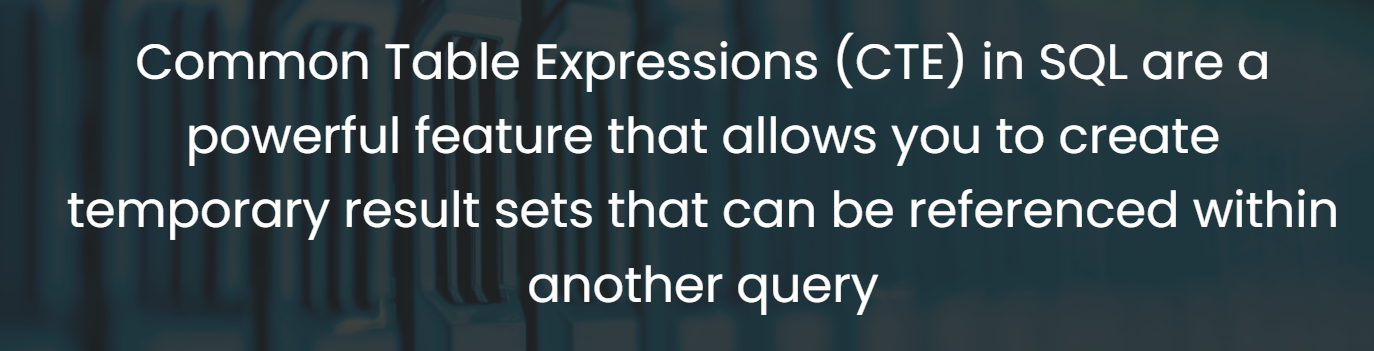 Common Table Expressions (CTE) in SQL are a
powerful feature that allows you to create
temporary result sets that can be referenced within
another query